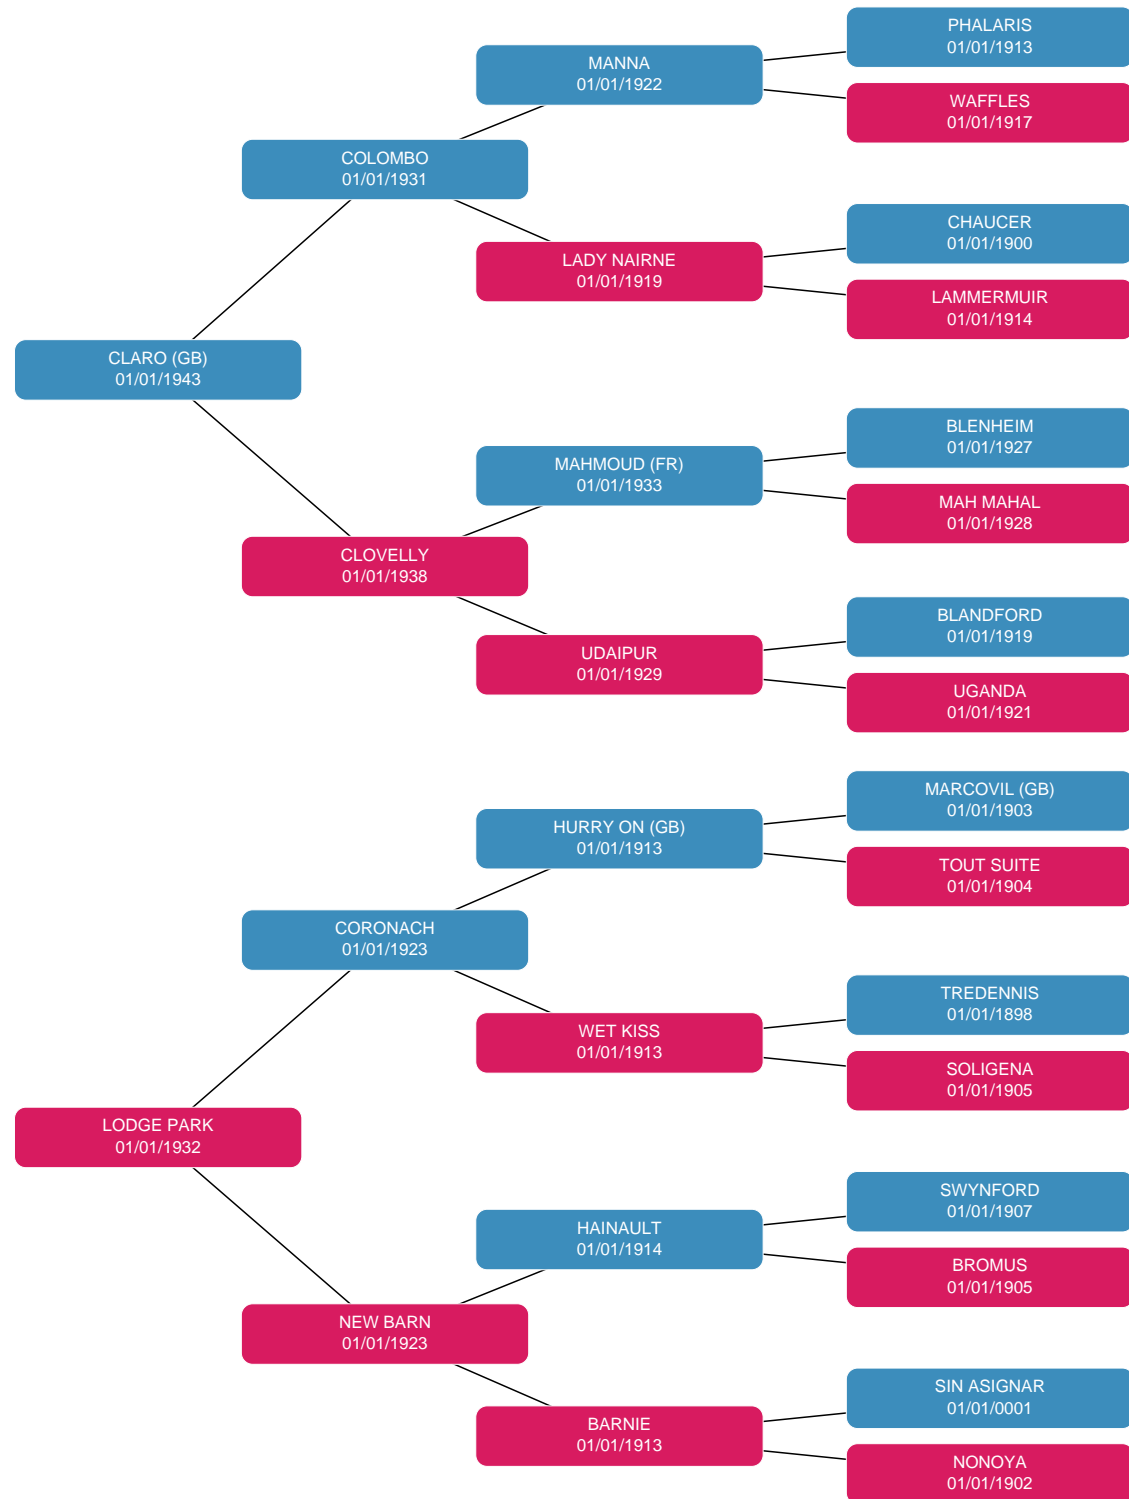 PHALARIS
01/01/1913
MANNA
01/01/1922
WAFFLES
01/01/1917
COLOMBO
01/01/1931
CHAUCER
01/01/1900
LADY NAIRNE
01/01/1919
LAMMERMUIR
01/01/1914
CLARO (GB)
01/01/1943
BLENHEIM
01/01/1927
MAHMOUD (FR)
01/01/1933
MAH MAHAL
01/01/1928
CLOVELLY
01/01/1938
BLANDFORD
01/01/1919
UDAIPUR
01/01/1929
UGANDA
01/01/1921
MARCOVIL (GB)
01/01/1903
HURRY ON (GB)
01/01/1913
TOUT SUITE
01/01/1904
CORONACH
01/01/1923
TREDENNIS
01/01/1898
WET KISS
01/01/1913
SOLIGENA
01/01/1905
LODGE PARK
01/01/1932
SWYNFORD
01/01/1907
HAINAULT
01/01/1914
BROMUS
01/01/1905
NEW BARN
01/01/1923
SIN ASIGNAR
01/01/0001
BARNIE
01/01/1913
NONOYA
01/01/1902